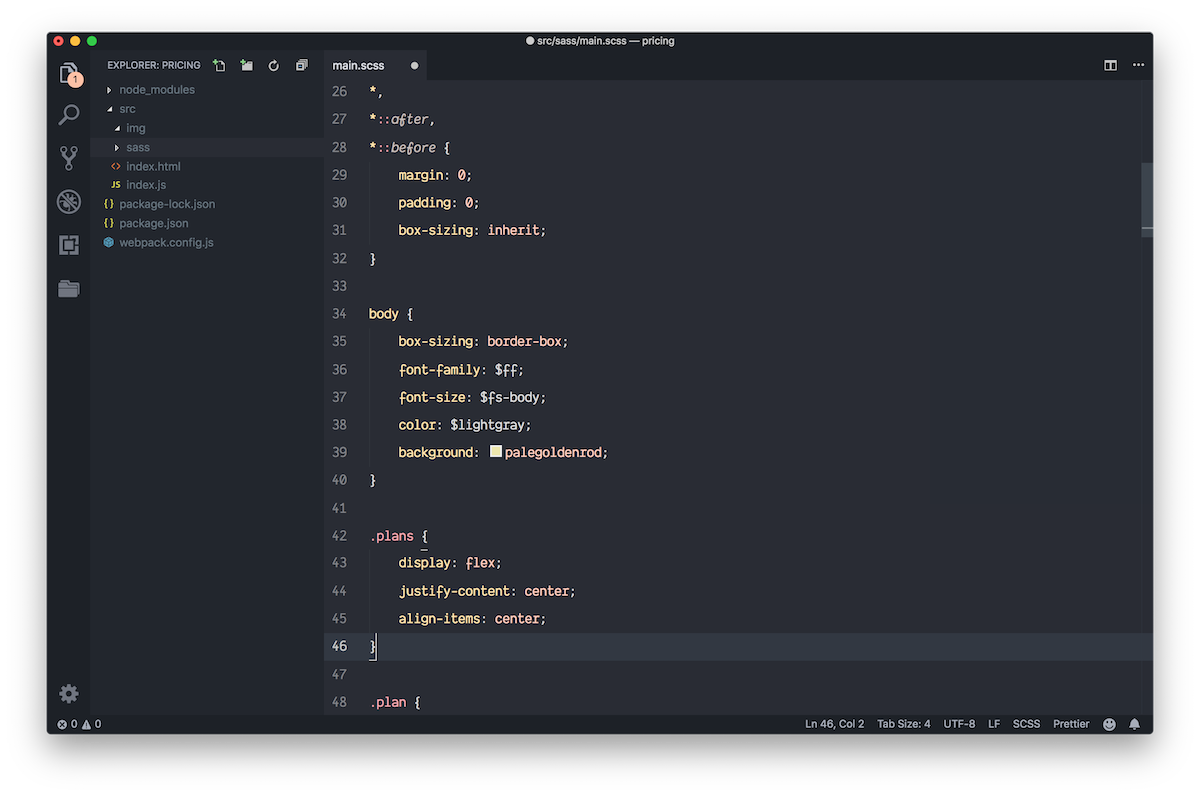 src/sass/main.scss — pricing
1
EXPLORER: PRICING
node_modules
src
img
sass
index.html
JS index.js
{} package-lock.json
{} package.json
webpack.config.js
main.scss
26 *,
27 *::after,
28 *::before {
29 margin: 0;
30 padding: 0;
31 box-sizing: inherit;
32 }
33
34 body {
35 box-sizing: border-box;
36 font-family: $ff;
37 font-size: $fs-body;
38 color: $lightgray;
39 background: palegoldenrod;
40 }
41
42 .plans {
43 display: flex;
44 justify-content: center;
45 align-items: center;
46 }
47
48 .plan {
0 0 Ln 46, Col 2 Tab Size: 4 UTF-8 LF SCSS Prettier